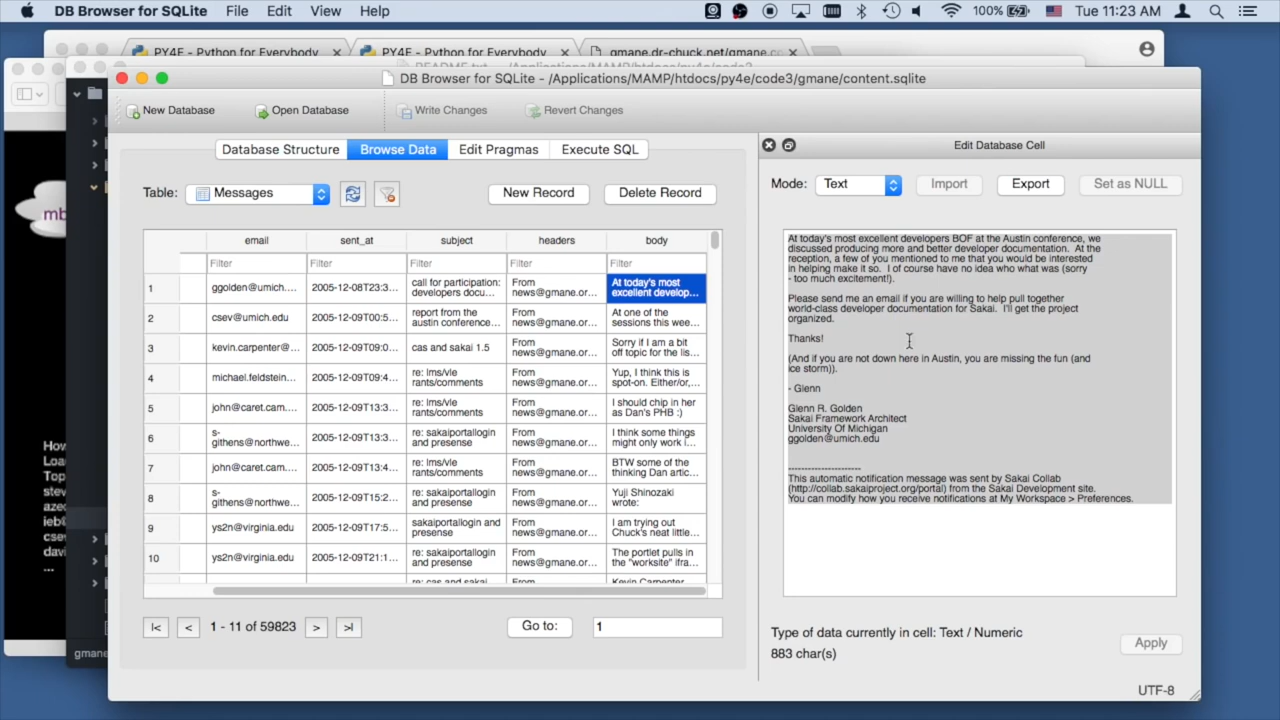 DB Browser for SQLite File Edit View Help 100% Tue 11:23 AM
PY4E - Python for Everybody PY4E - Python for Everybody gmane.dr-chuck.net/gmane.co
DB Browser for SQLite - /Applications/MAMP/htdocs/py4e/code3/gmane/content.sqlite
New Database Open Database Write Changes Revert Changes
Database Structure Browse Data Edit Pragmas Execute SQL
Table: Messages New Record Delete Record
email sent_at subject headers body
Filter Filter Filter Filter Filter
1 ggolden@umich.... 2005-12-08T23:3... call for participation: developers docu... From news@gmane.or... At today's most excellent develop...
2 csev@umich.edu 2005-12-09T00:5... report from the austin conference... From news@gmane.or... At one of the sessions this wee...
3 kevin.carpenter@... 2005-12-09T09:0... cas and sakai 1.5 From news@gmane.or... Sorry if I am a bit off topic for the lis...
4 michael.feldstein... 2005-12-09T09:4... re: lms/vle rants/comments From news@gmane.or... Yup, I think this is spot-on. Either/or,...
5 john@caret.cam.... 2005-12-09T13:3... re: lms/vle rants/comments From news@gmane.or... I should chip in her as Dan's PHB :)
6 s-githens@northwe... 2005-12-09T13:3... re: sakaiportallogin and presense From news@gmane.or... I think some things might only work i...
7 john@caret.cam.... 2005-12-09T13:4... re: lms/vle rants/comments From news@gmane.or... BTW some of the thinking Dan artic...
8 s-githens@northwe... 2005-12-09T15:2... re: sakaiportallogin and presense From news@gmane.or... Yuji Shinozaki wrote:
9 ys2n@virginia.edu 2005-12-09T17:5... sakaiportallogin and presense From news@gmane.or... I am trying out Chuck's neat little...
10 ys2n@virginia.edu 2005-12-09T21:1... re: sakaiportallogin and presense From news@gmane.or... The portlet pulls in the "worksite" ifra...
re: cas and sakai From Kevin Carpenter
|< < 1 - 11 of 59823 > >| Go to: 1
Edit Database Cell
Mode: Text Import Export Set as NULL
At today's most excellent developers BOF at the Austin conference, we
discussed producing more and better developer documentation. At the
reception, a few of you mentioned to me that you would be interested
in helping make it so. I of course have no idea who what was (sorry
- too much excitement!).
Please send me an email if you are willing to help pull together
world-class developer documentation for Sakai. I'll get the project
organized.
Thanks!
(And if you are not down here in Austin, you are missing the fun (and
ice storm)).
- Glenn
Glenn R. Golden
Sakai Framework Architect
University Of Michigan
ggolden@umich.edu
----------------------
This automatic notification message was sent by Sakai Collab
(http://collab.sakaiproject.org/portal) from the Sakai Development site.
You can modify how you receive notifications at My Workspace > Preferences.
Type of data currently in cell: Text / Numeric
883 char(s)
Apply
UTF-8
mb
How
Loa
Top
stev
azed
ieb@
csev
davi
...
gmane